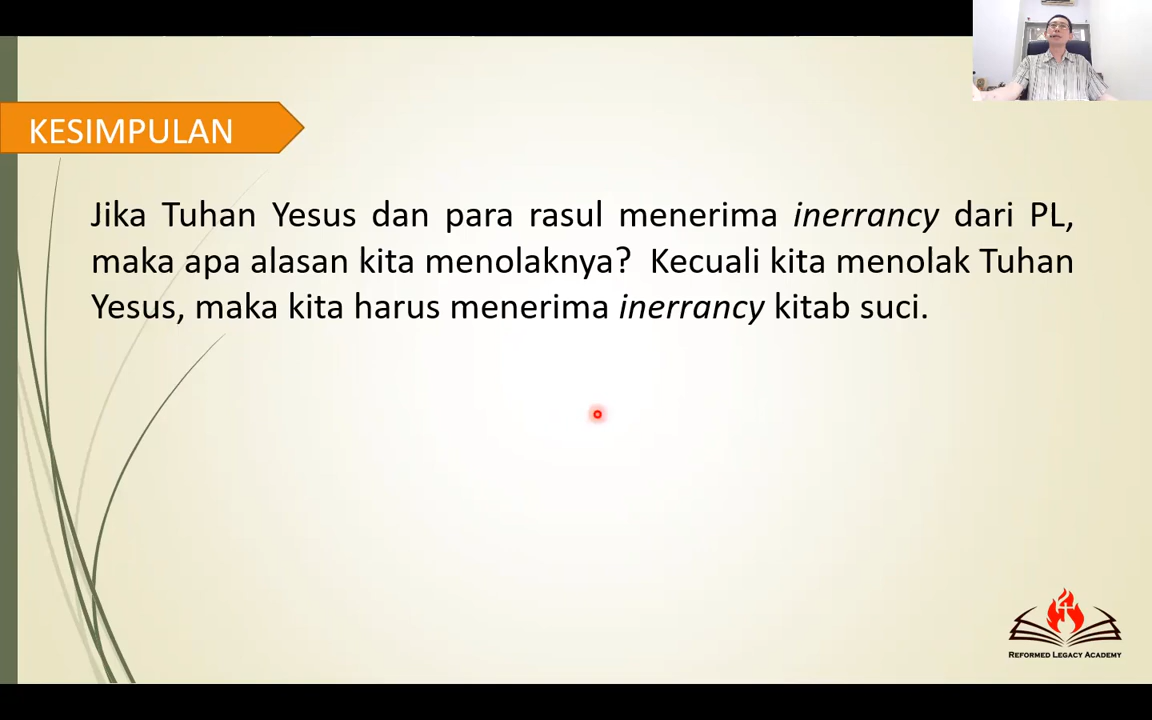 KESIMPULAN
Jika Tuhan Yesus dan para rasul menerima inerrancy dari PL,
maka apa alasan kita menolaknya?  Kecuali kita menolak Tuhan
Yesus, maka kita harus menerima inerrancy kitab suci.
REFORMED LEGACY ACADEMY